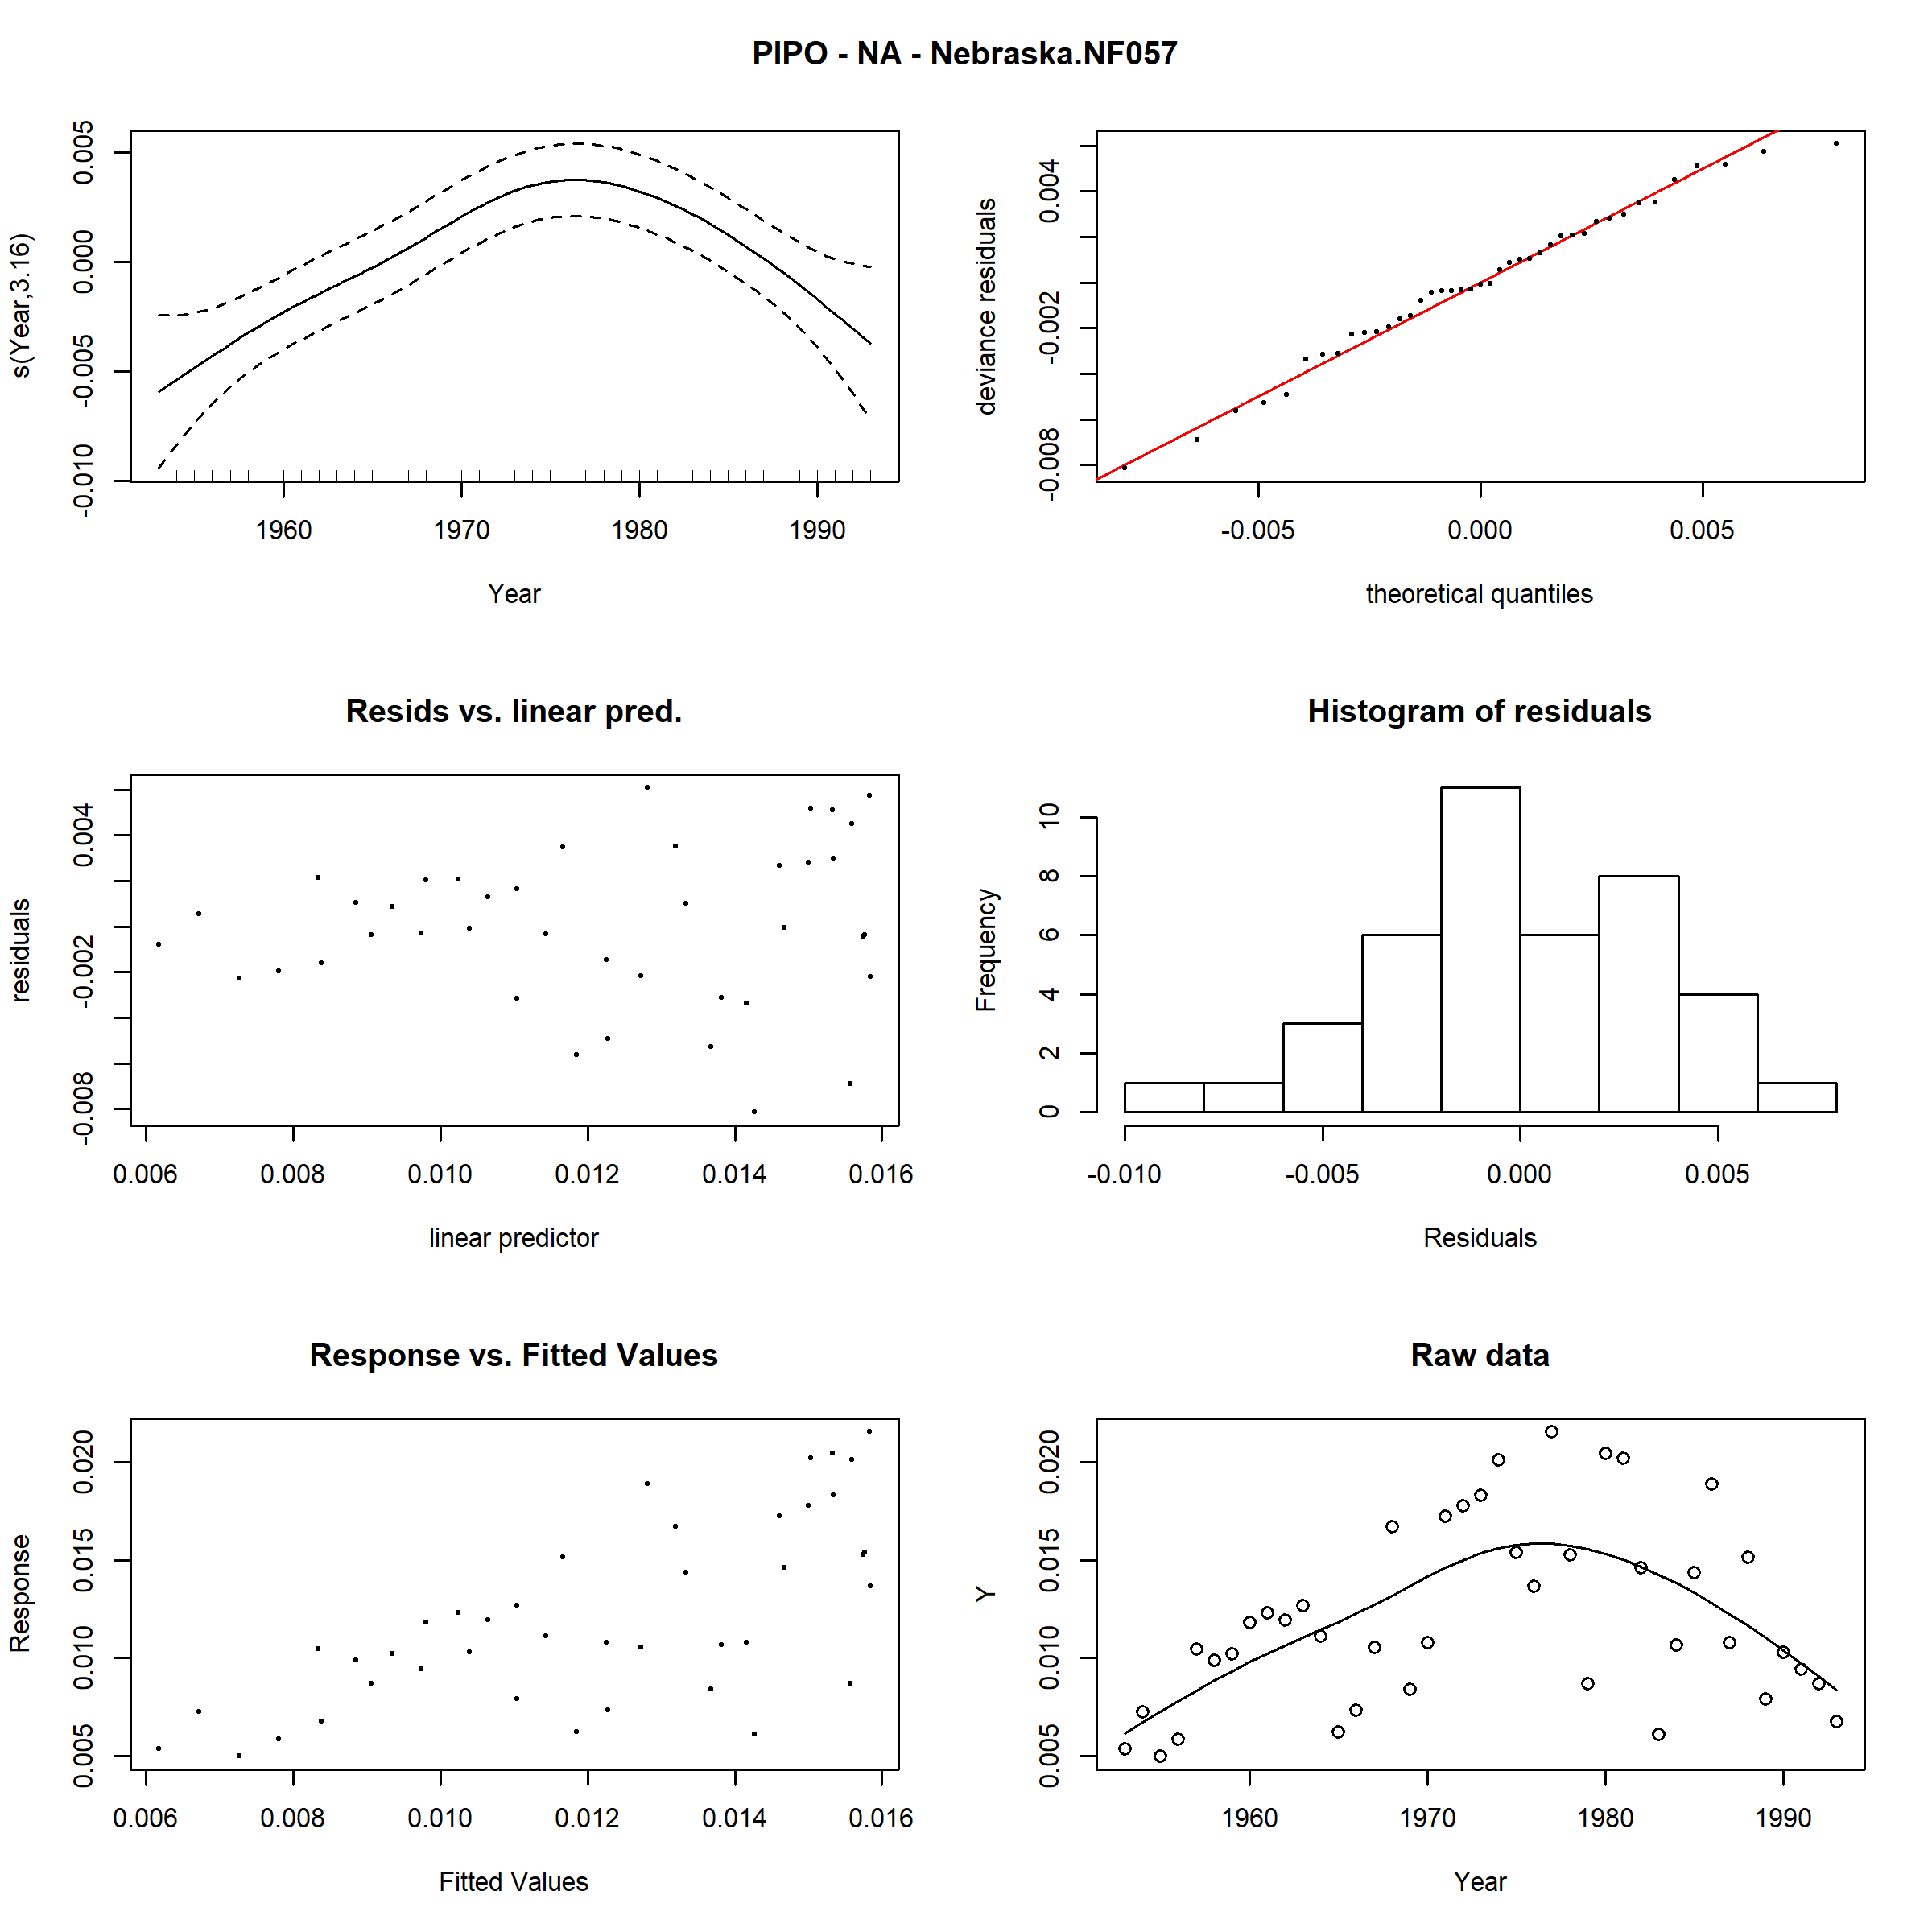 PIPO - NA - Nebraska.NF057
s(Year,3.16)
0.005
0.000
-0.005
-0.010
1960 1970 1980 1990
Year
deviance residuals
0.004
-0.002
-0.008
-0.005 0.000 0.005
theoretical quantiles
Resids vs. linear pred.
residuals
0.004
-0.002
-0.008
0.006 0.008 0.010 0.012 0.014 0.016
linear predictor
Histogram of residuals
Frequency
10
8
6
4
2
0
-0.010 -0.005 0.000 0.005
Residuals
Response vs. Fitted Values
Response
0.020
0.015
0.010
0.005
0.006 0.008 0.010 0.012 0.014 0.016
Fitted Values
Raw data
Y
0.020
0.015
0.010
0.005
1960 1970 1980 1990
Year